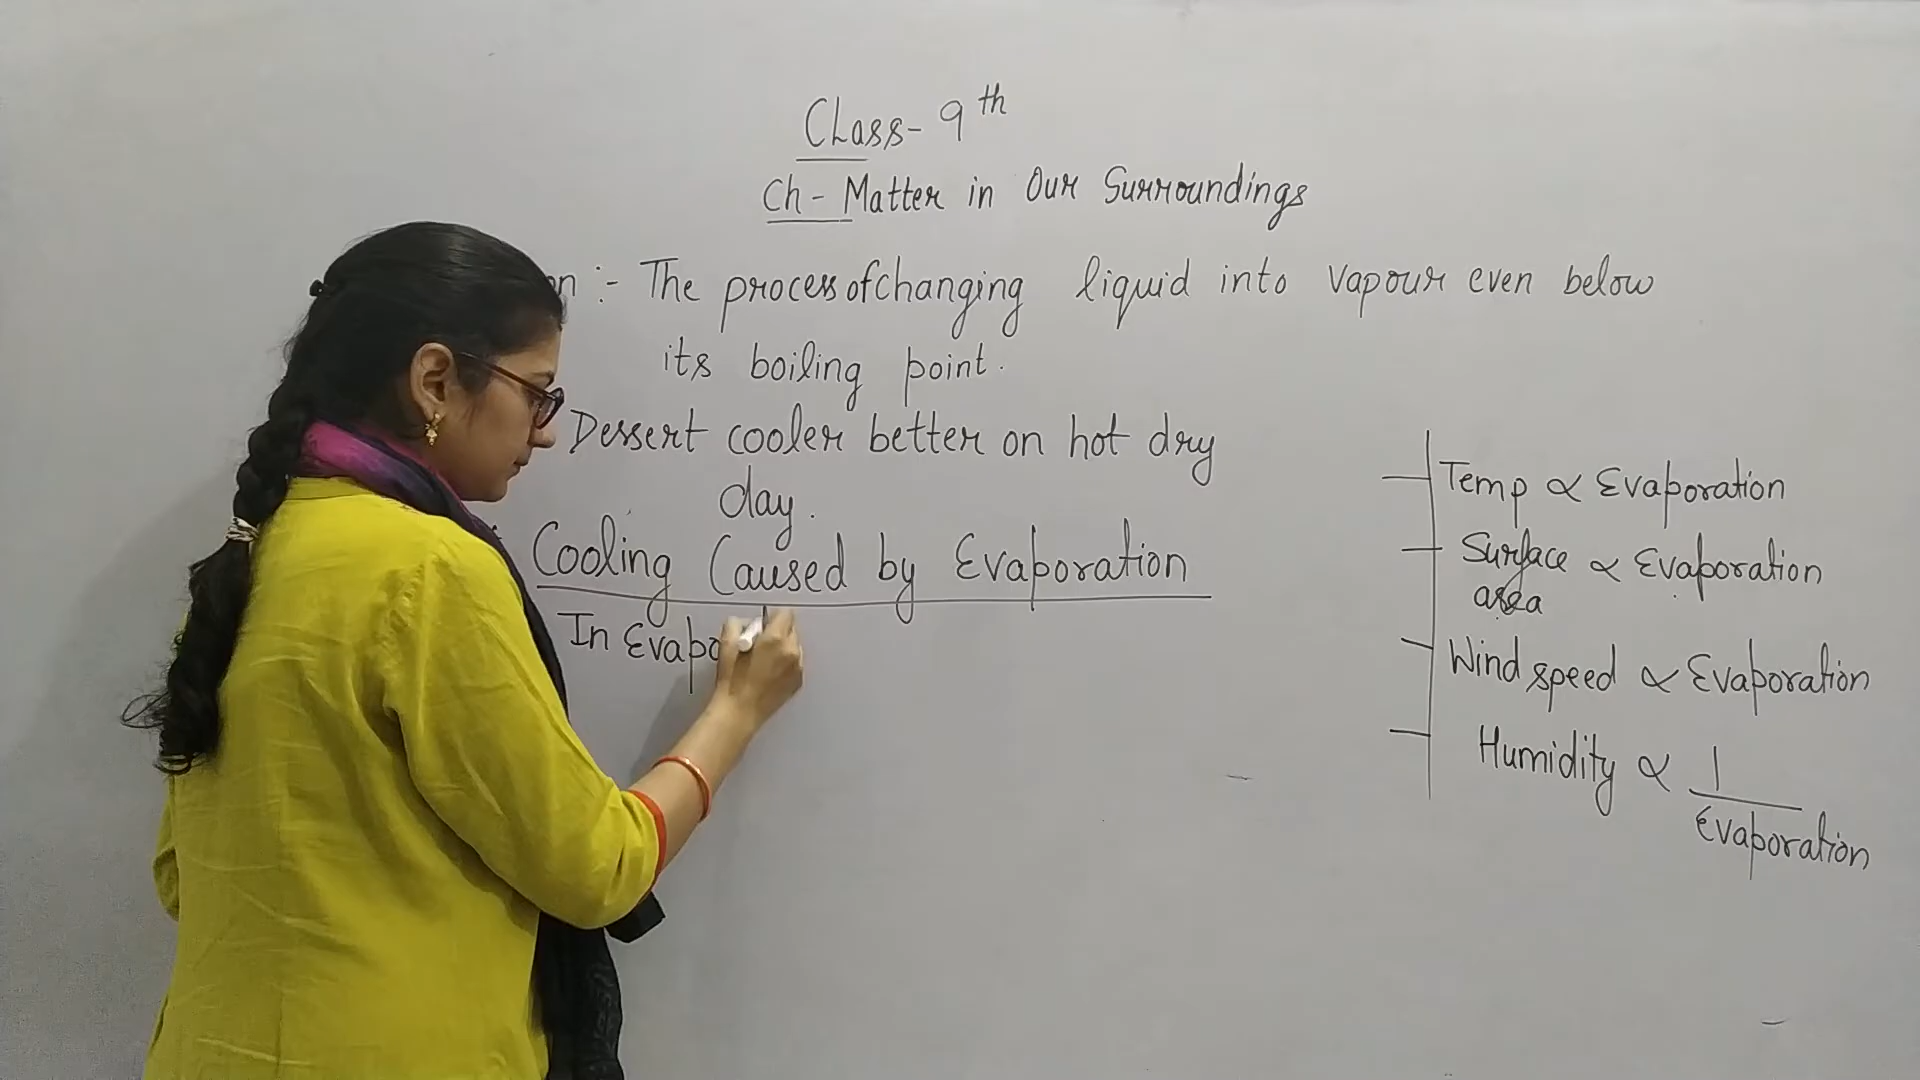 CLass- 9th
Ch- Matter in Our Surroundings
:- The process of changing liquid into vapour even below
its boiling point.
Dessert cooler better on hot dry
day.
Cooling Caused by Evaporation
In Evapo
Temp ∝ Evaporation
Surface ∝ Evaporation
area
Wind speed ∝ Evaporation
Humidity ∝ 1
Evaporation